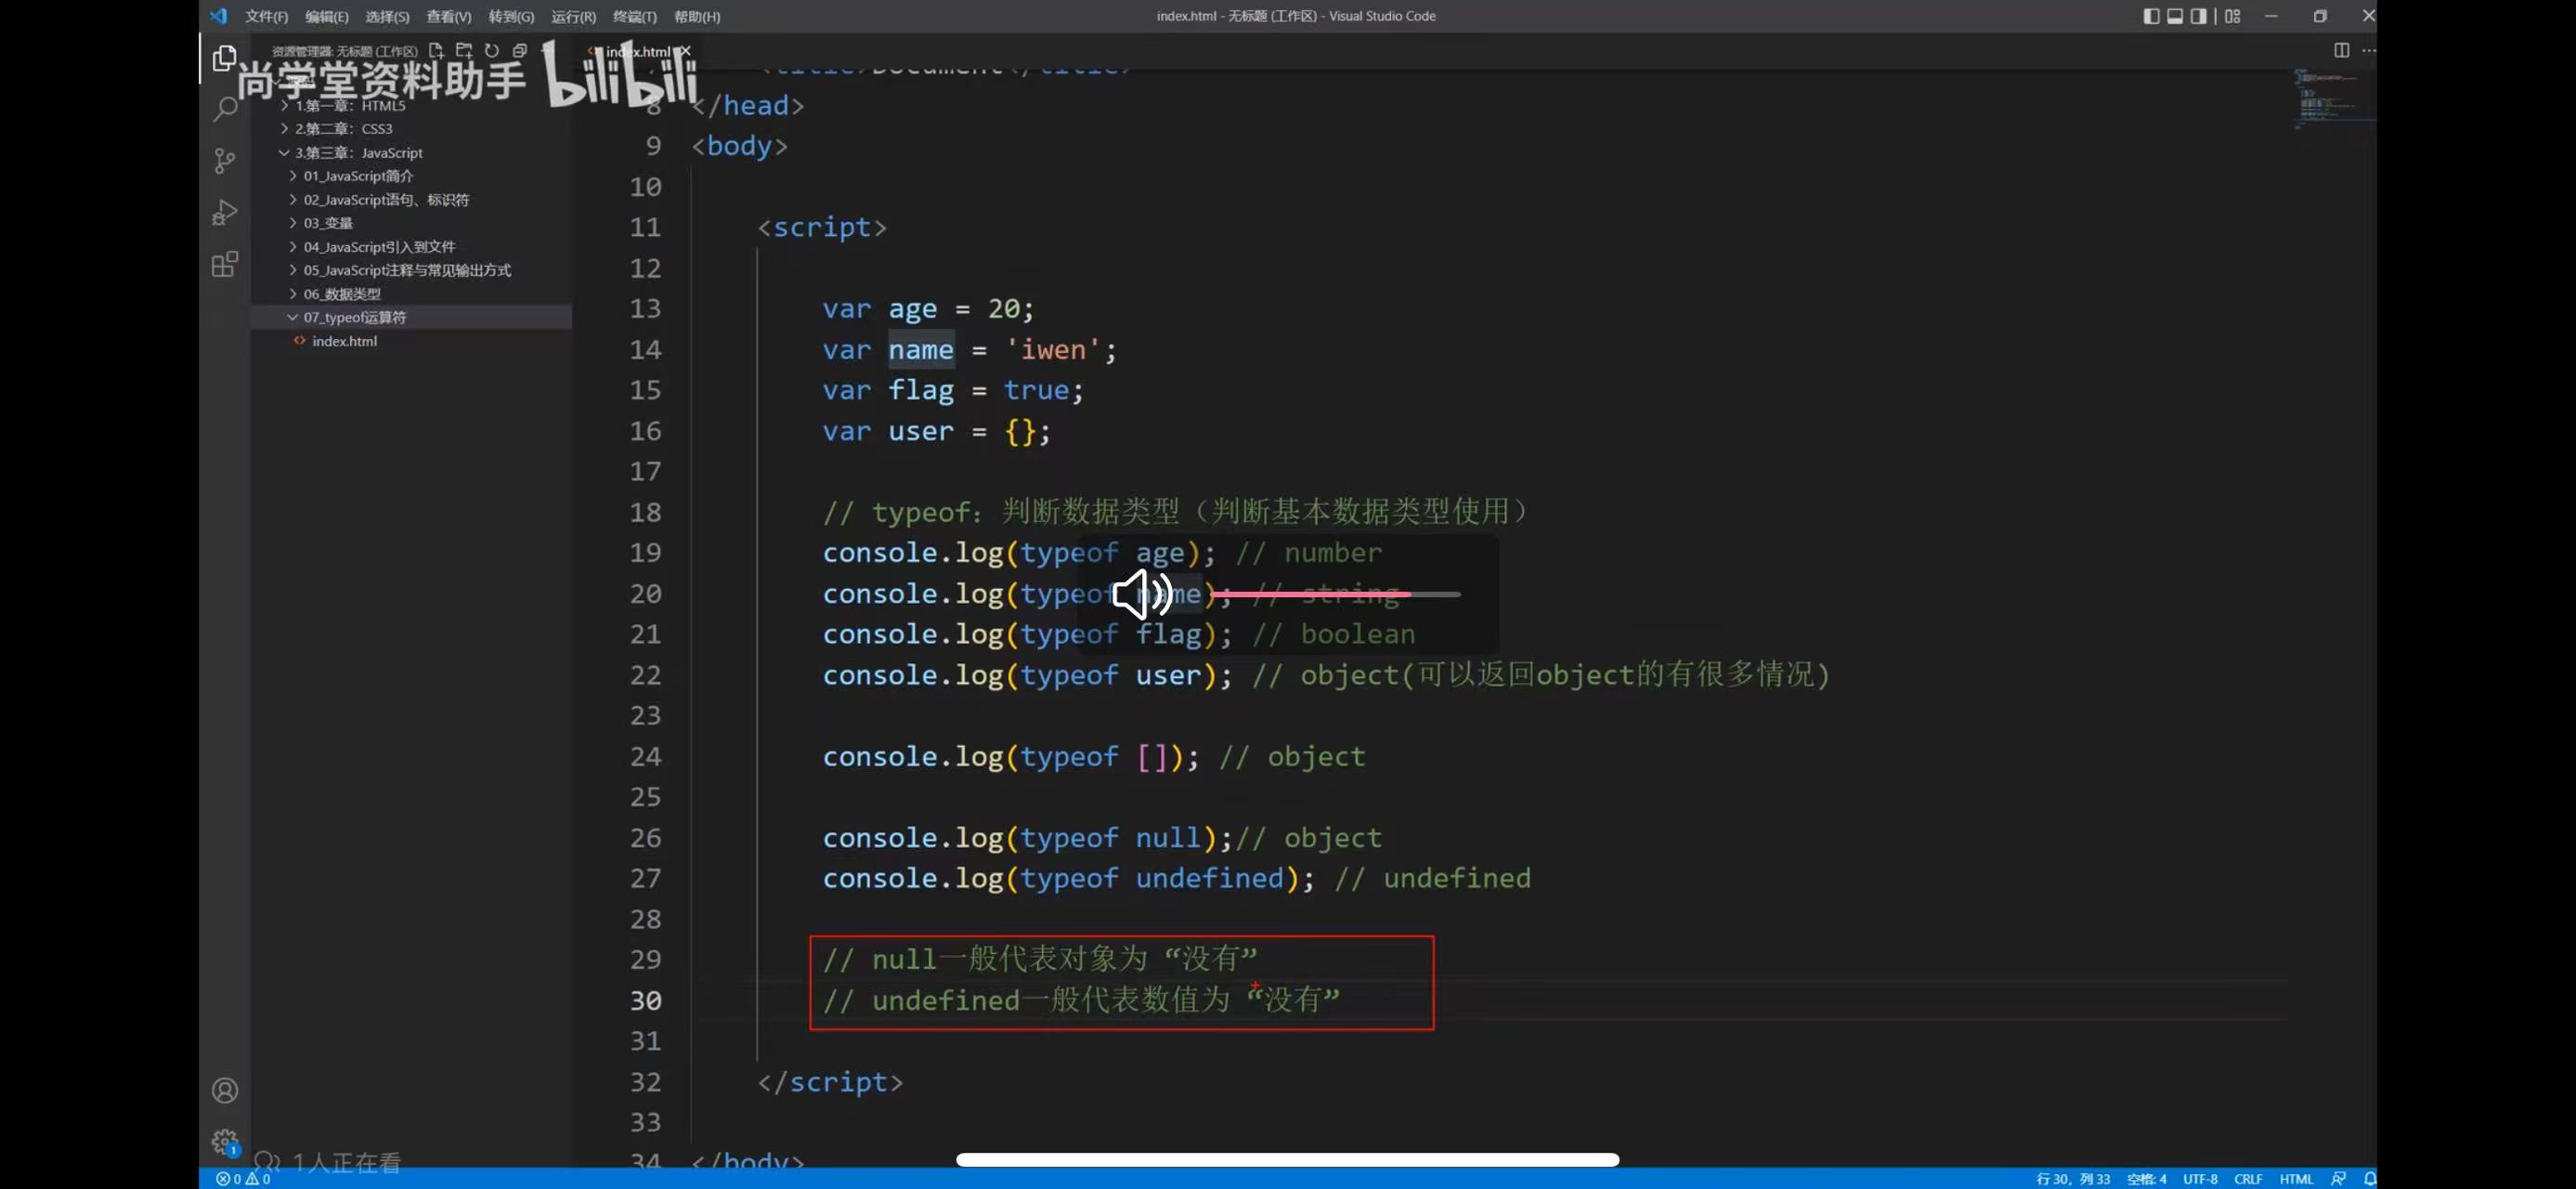 文件(F) 编辑(E) 选择(S) 查看(V) 转到(G) 运行(R) 终端(T) 帮助(H)
index.html - 无标题 (工作区) - Visual Studio Code
资源管理器: 无标题 (工作区)
index.html
尚学堂资料助手 bilibili
1.第一章：HTML5
2.第二章：CSS3
3.第三章：JavaScript
01_JavaScript简介
02_JavaScript语句、标识符
03_变量
04_JavaScript引入到文件
05_JavaScript注释与常见输出方式
06_数据类型
07_typeof运算符
index.html
<title>Document</title>
8 </head>
9 <body>
10
11 <script>
12
13 var age = 20;
14 var name = 'iwen';
15 var flag = true;
16 var user = {};
17
18 // typeof：判断数据类型（判断基本数据类型使用）
19 console.log(typeof age); // number
20 console.log(typeof name); // string
21 console.log(typeof flag); // boolean
22 console.log(typeof user); // object(可以返回object的有很多情况)
23
24 console.log(typeof []); // object
25
26 console.log(typeof null);// object
27 console.log(typeof undefined); // undefined
28
29 // null一般代表对象为 “没有”
30 // undefined一般代表数值为 “没有”
31
32 </script>
33
34 </body>
1
1人正在看
0 0
行 30，列 33 空格: 4 UTF-8 CRLF HTML